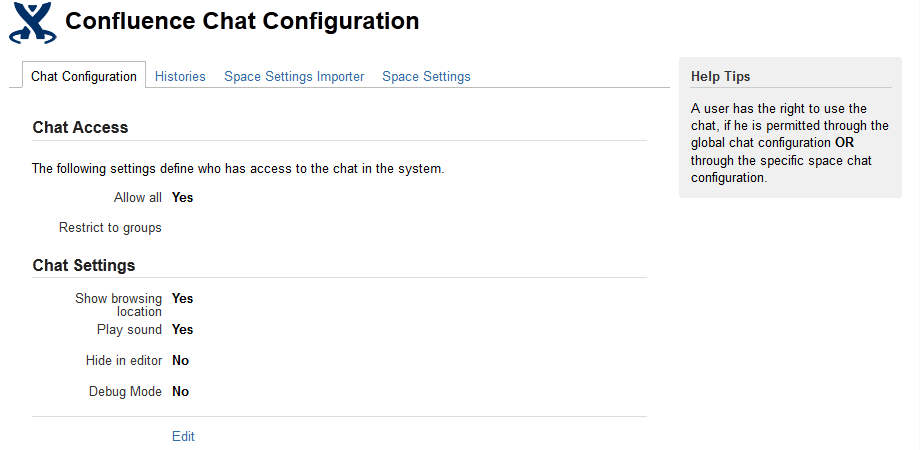 Confluence Chat Configuration
Chat Configuration Histories Space Settings Importer Space Settings
Chat Access
The following settings define who has access to the chat in the system.
Allow all Yes
Restrict to groups
Chat Settings
Show browsing Yes
location
Play sound Yes
Hide in editor No
Debug Mode No
Edit
Help Tips
A user has the right to use the
chat, if he is permitted through the
global chat configuration OR
through the specific space chat
configuration.